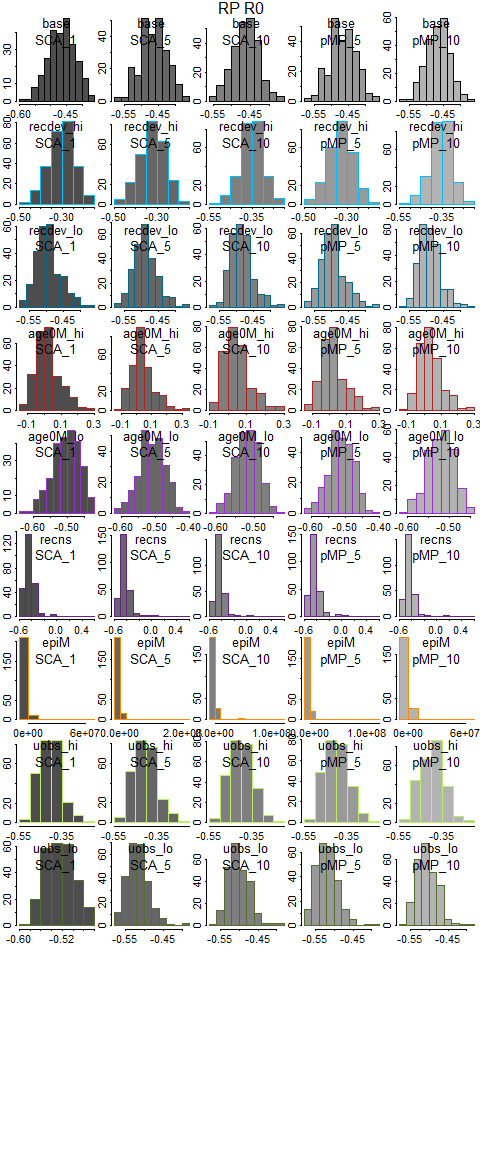 RP R0
base base base base base
SCA_1 SCA_5 SCA_10 pMP_5 pMP_10
0 10 20 40
-0.60 -0.45 -0.55 -0.45 -0.55 -0.45 -0.55 -0.45 -0.55 -0.45
recdev_hi recdev_hi recdev_hi recdev_hi recdev_hi
SCA_1 SCA_5 SCA_10 pMP_5 pMP_10
-0.50 -0.30 -0.50 -0.30 -0.55 -0.35 -0.50 -0.30 -0.55 -0.35
recdev_lo recdev_lo recdev_lo recdev_lo recdev_lo
SCA_1 SCA_5 SCA_10 pMP_5 pMP_10
-0.55 -0.45 -0.55 -0.45 -0.55 -0.45 -0.55 -0.45 -0.55 -0.45
age0M_hi age0M_hi age0M_hi age0M_hi age0M_hi
SCA_1 SCA_5 SCA_10 pMP_5 pMP_10
-0.1 0.1 0.3 -0.1 0.1 0.3 -0.1 0.1 0.3 -0.1 0.1 0.3 -0.1 0.1 0.3
age0M_lo age0M_lo age0M_lo age0M_lo age0M_lo
SCA_1 SCA_5 SCA_10 pMP_5 pMP_10
-0.60 -0.50 -0.60 -0.50 -0.40 -0.60 -0.50 -0.60 -0.50 -0.40 -0.60 -0.50
recns recns recns recns recns
SCA_1 SCA_5 SCA_10 pMP_5 pMP_10
-0.6 0.0 0.4 -0.6 0.0 0.4 -0.6 0.0 0.4 -0.6 0.0 0.4 -0.6 0.0 0.4
epiM epiM epiM epiM epiM
SCA_1 SCA_5 SCA_10 pMP_5 pMP_10
0e+00 6e+07 0.0e+00 2.0e+08 0.0e+00 1.0e+08 0.0e+00 1.0e+08 0e+00 6e+07
uobs_hi uobs_hi uobs_hi uobs_hi uobs_hi
SCA_1 SCA_5 SCA_10 pMP_5 pMP_10
-0.55 -0.35 -0.55 -0.35 -0.55 -0.35 -0.55 -0.35 -0.55 -0.35
uobs_lo uobs_lo uobs_lo uobs_lo uobs_lo
SCA_1 SCA_5 SCA_10 pMP_5 pMP_10
-0.60 -0.52 -0.55 -0.45 -0.55 -0.45 -0.55 -0.45 -0.55 -0.45